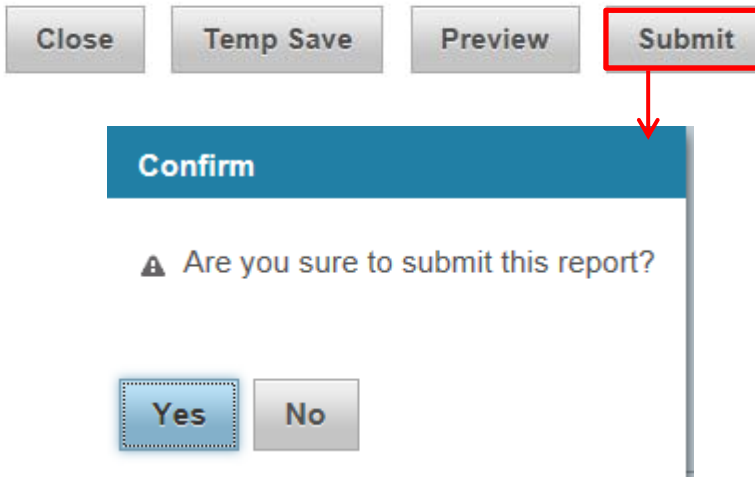 Close Temp Save Preview Submit
Confirm
Are you sure to submit this report?
Yes No